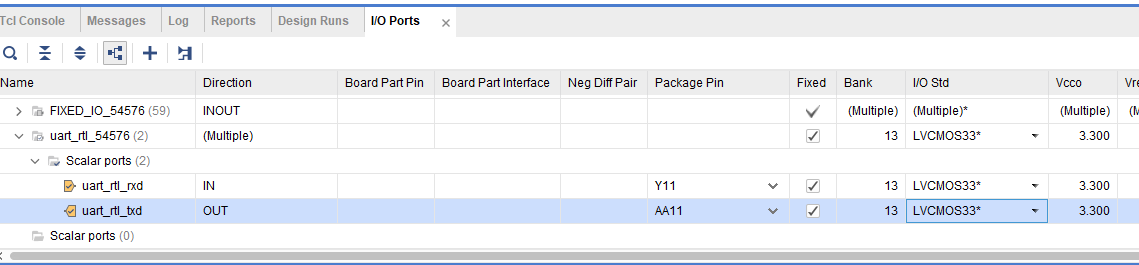 Tcl Console Messages Log Reports Design Runs I/O Ports ×
Name Direction Board Part Pin Board Part Interface Neg Diff Pair Package Pin Fixed Bank I/O Std Vcco Vre
FIXED_IO_54576 (59) INOUT (Multiple) (Multiple)* (Multiple) (M
uart_rtl_54576 (2) (Multiple) 13 LVCMOS33* 3.300
Scalar ports (2)
uart_rtl_rxd IN Y11 13 LVCMOS33* 3.300
uart_rtl_txd OUT AA11 13 LVCMOS33* 3.300
Scalar ports (0)